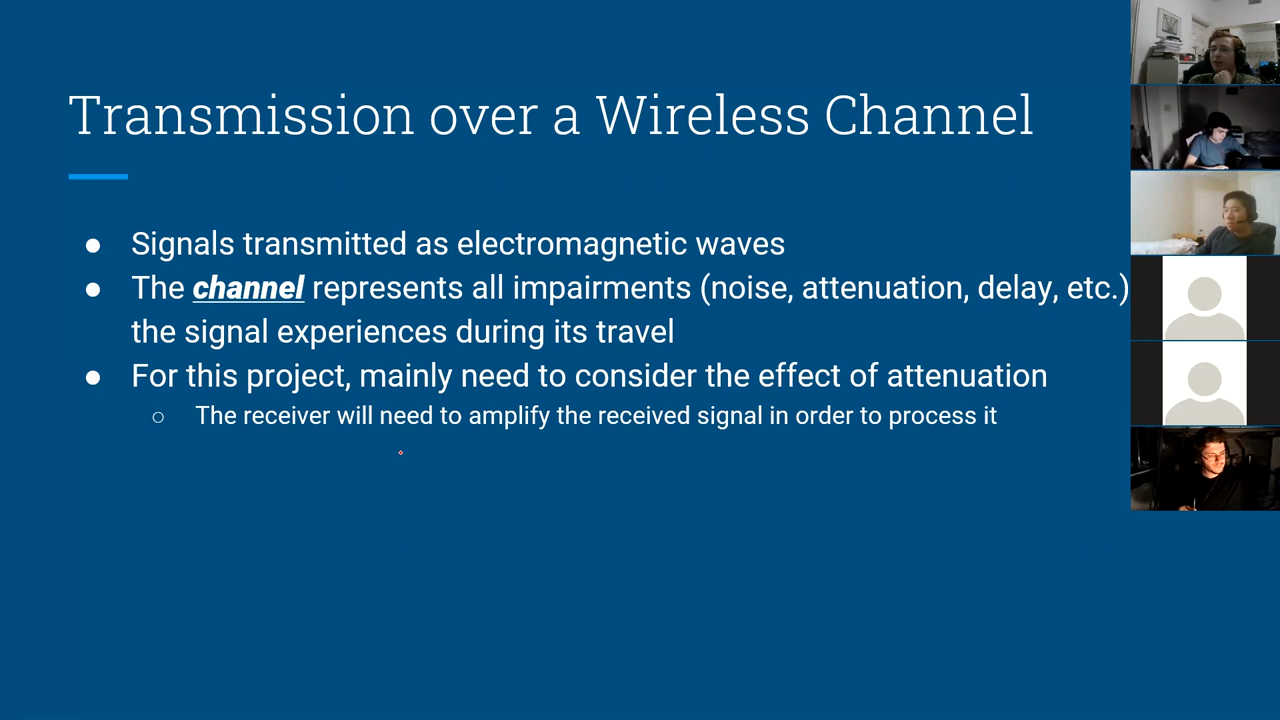 Transmission over a Wireless Channel
● Signals transmitted as electromagnetic waves
● The channel represents all impairments (noise, attenuation, delay, etc.)
the signal experiences during its travel
● For this project, mainly need to consider the effect of attenuation
○ The receiver will need to amplify the received signal in order to process it